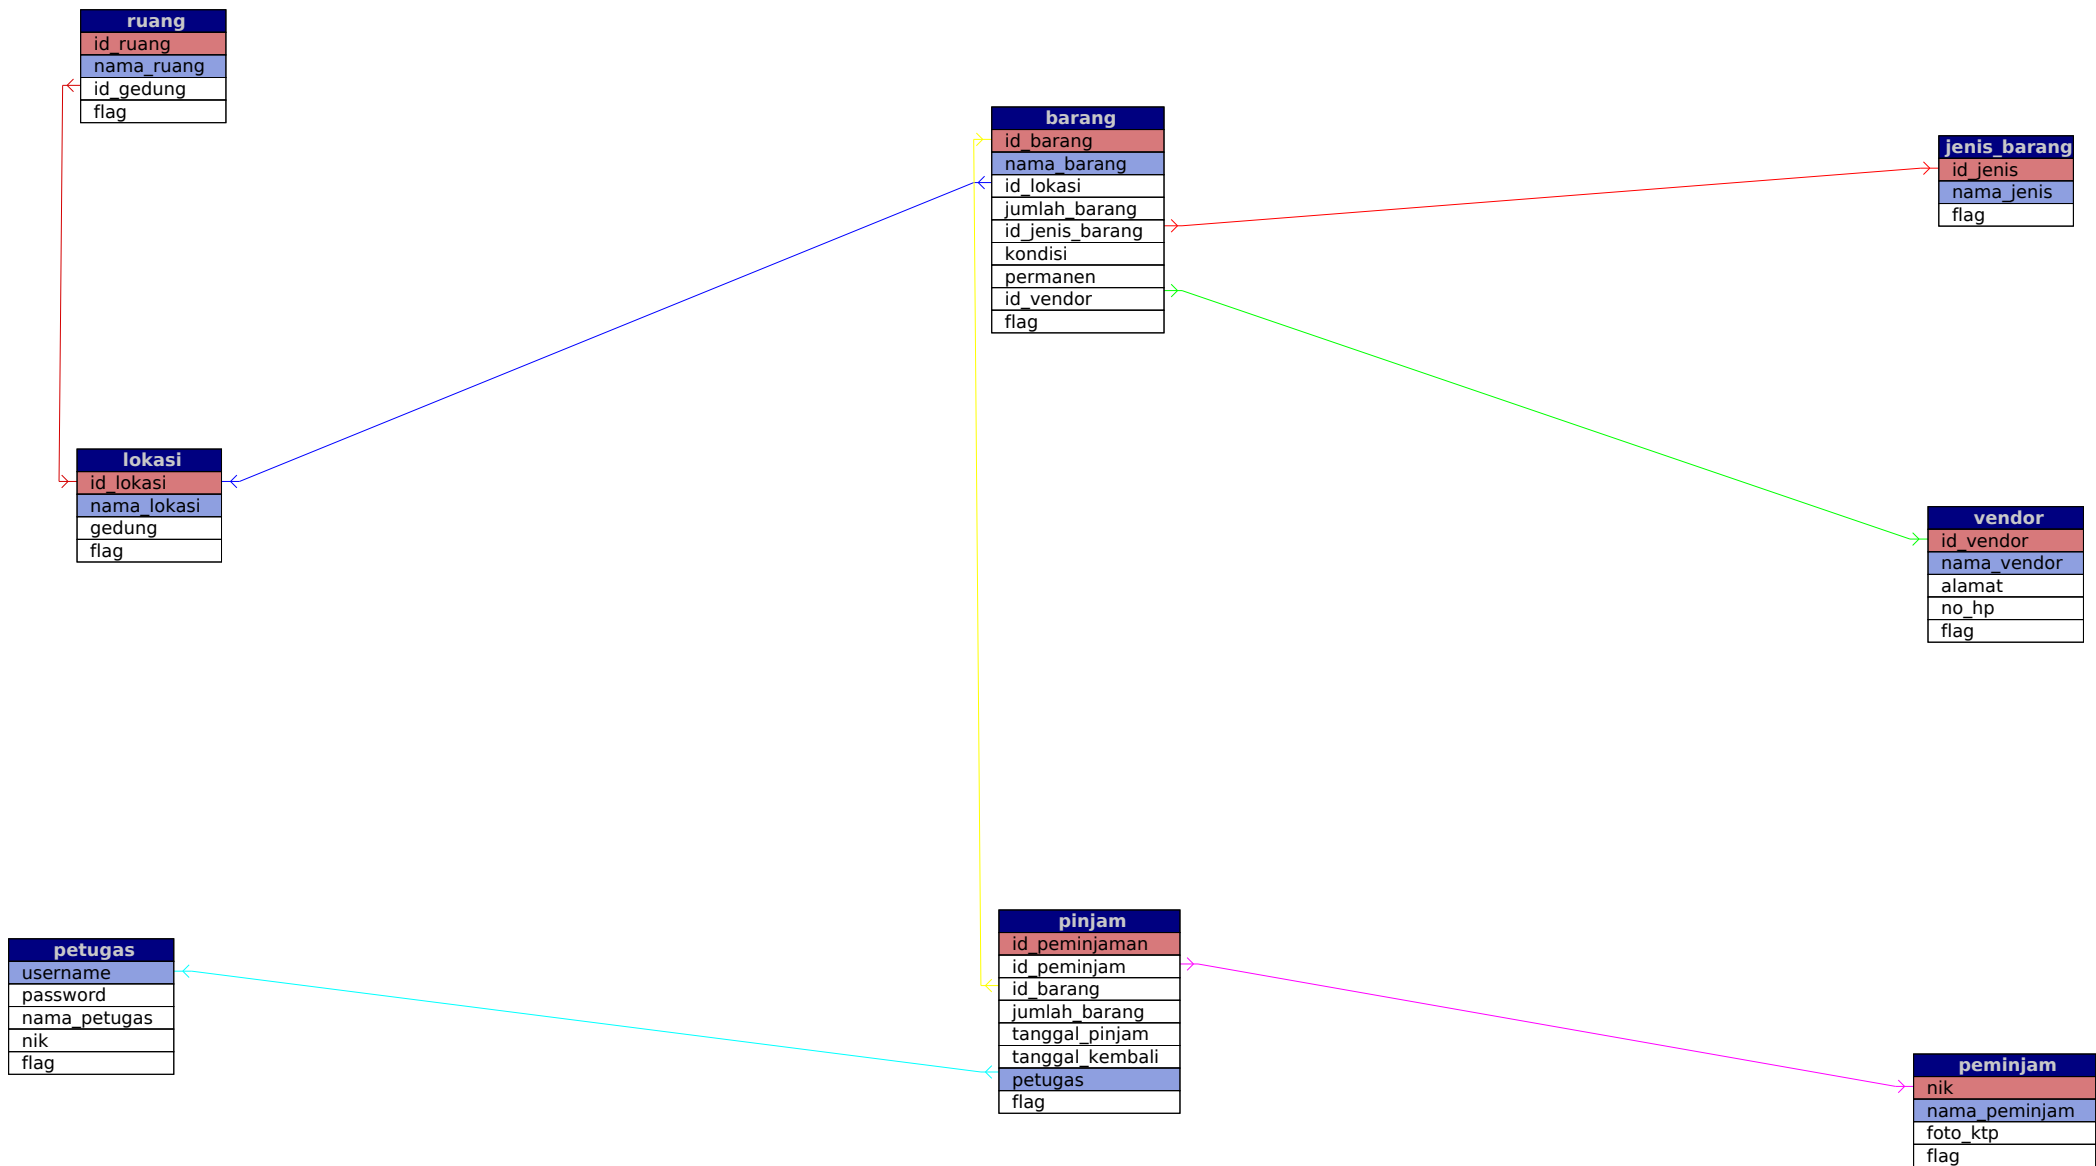 ruang
id_ruang
nama_ruang
id_gedung
flag
barang
id_barang
nama_barang
id_lokasi
jumlah_barang
id_jenis_barang
kondisi
permanen
id_vendor
flag
jenis_barang
id_jenis
nama_jenis
flag
lokasi
id_lokasi
nama_lokasi
gedung
flag
vendor
id_vendor
nama_vendor
alamat
no_hp
flag
petugas
username
password
nama_petugas
nik
flag
pinjam
id_peminjaman
id_peminjam
id_barang
jumlah_barang
tanggal_pinjam
tanggal_kembali
petugas
flag
peminjam
nik
nama_peminjam
foto_ktp
flag